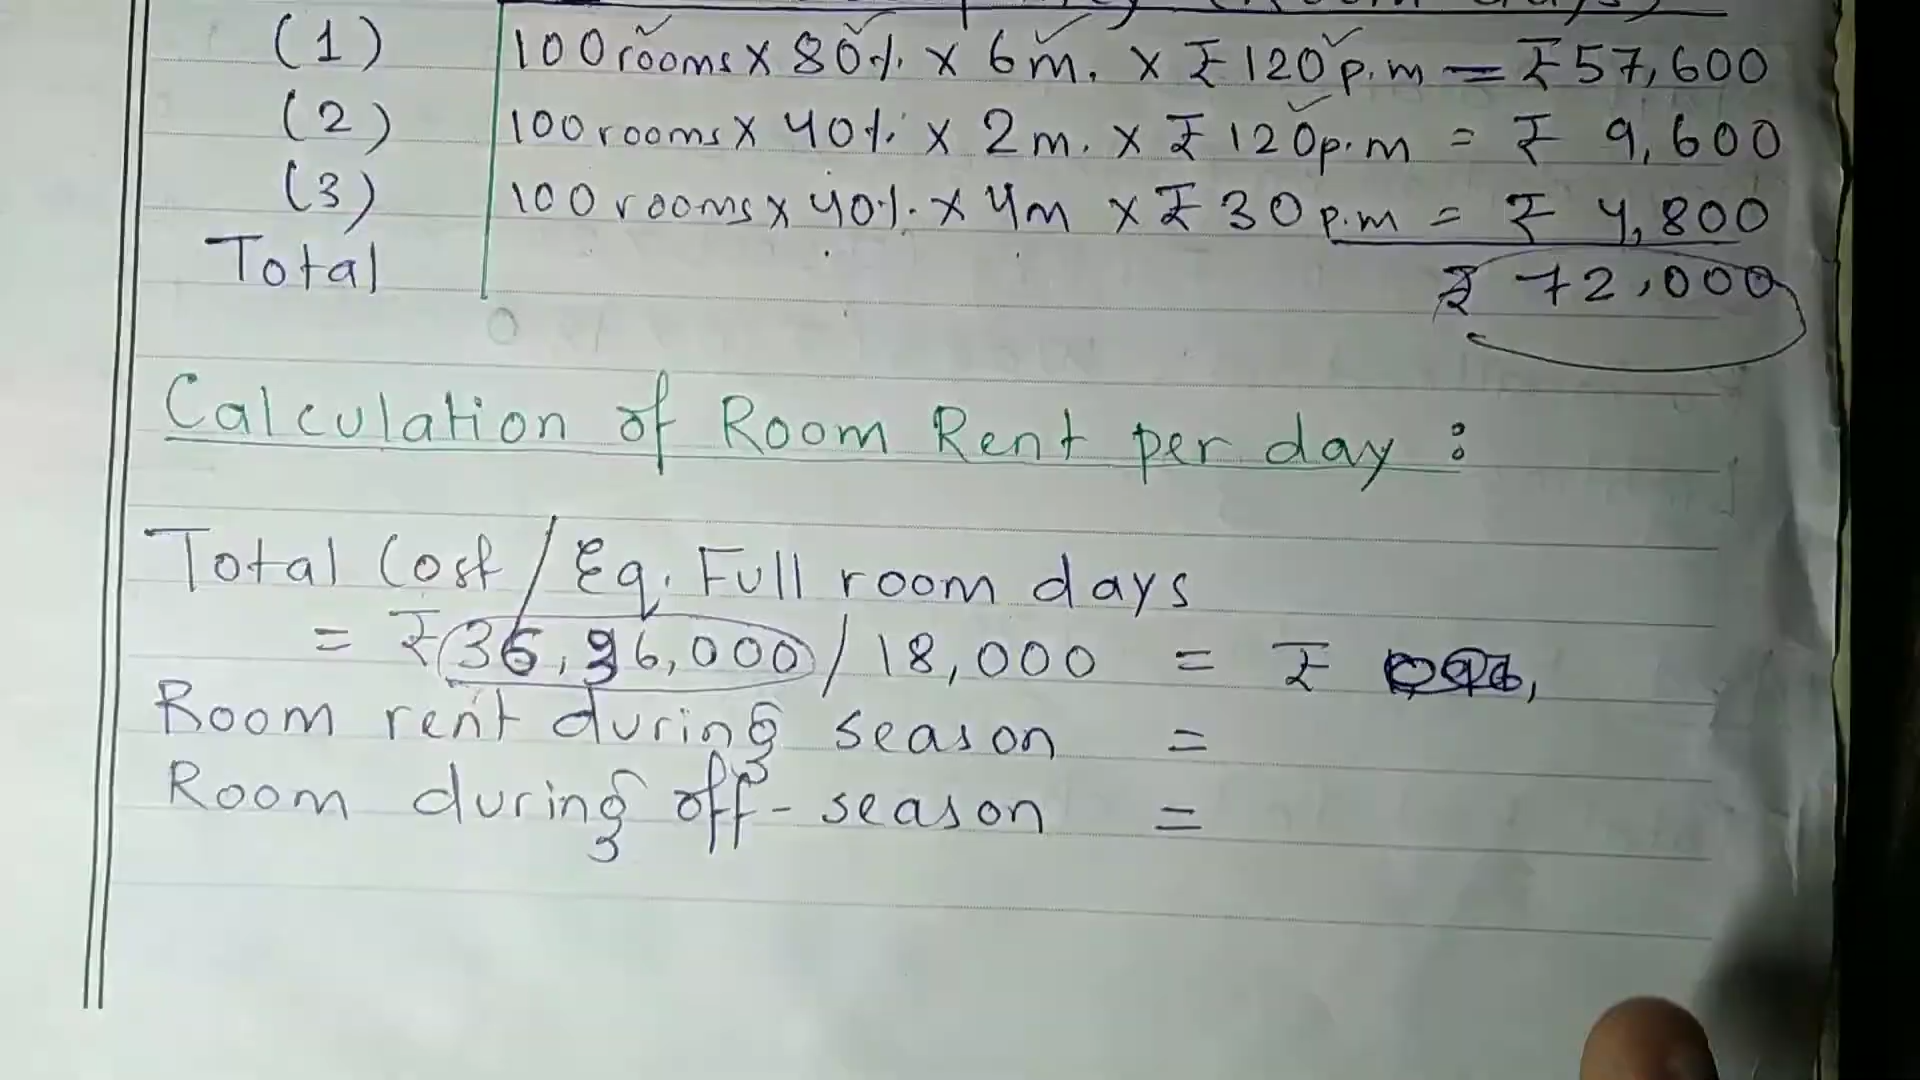 (1) 100 rooms x 80% x 6m. x ₹120 p.m = ₹57,600
(2) 100 rooms x 40% x 2m. x ₹120 p.m = ₹ 9,600
(3) 100 rooms x 40% x 4m x ₹30 p.m = ₹ 4,800
Total ₹ 72,000
Calculation of Room Rent per day :
Total Cost / Eq. Full room days
= ₹ 36,96,000 / 18,000 = ₹
Room rent during season =
Room during off-season =